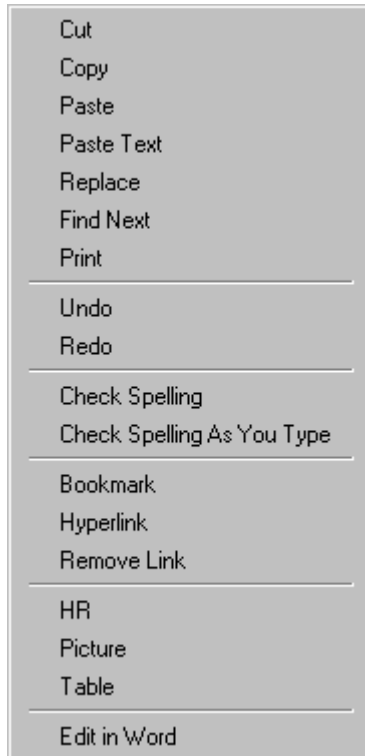 Cut
Copy
Paste
Paste Text
Replace
Find Next
Print
Undo
Redo
Check Spelling
Check Spelling As You Type
Bookmark
Hyperlink
Remove Link
HR
Picture
Table
Edit in Word